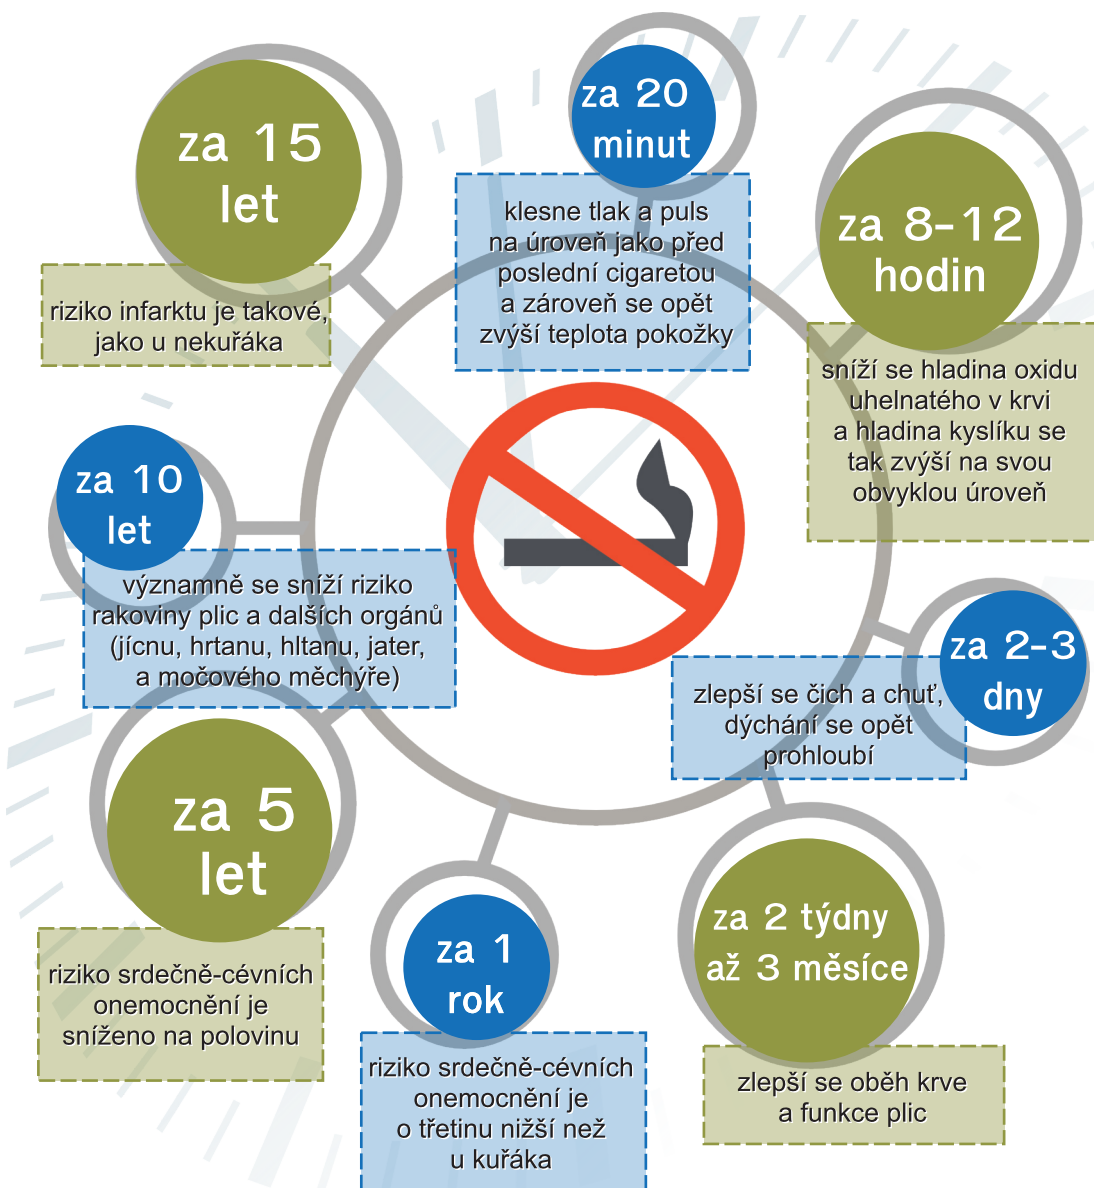 za 20
minut
klesne tlak a puls
na úroveň jako před
poslední cigaretou
a zároveň se opět
zvýší teplota pokožky
za 8-12
hodin
sníží se hladina oxidu
uhelnatého v krvi
a hladina kyslíku se
tak zvýší na svou
obvyklou úroveň
za 2-3
dny
zlepší se čich a chuť,
dýchání se opět
prohloubí
za 2 týdny
až 3 měsíce
zlepší se oběh krve
a funkce plic
za 1
rok
riziko srdečně-cévních
onemocnění je
o třetinu nižší než
u kuřáka
za 5
let
riziko srdečně-cévních
onemocnění je
sníženo na polovinu
za 10
let
významně se sníží riziko
rakoviny plic a dalších orgánů
(jícnu, hrtanu, hltanu, jater,
a močového měchýře)
za 15
let
riziko infarktu je takové,
jako u nekuřáka